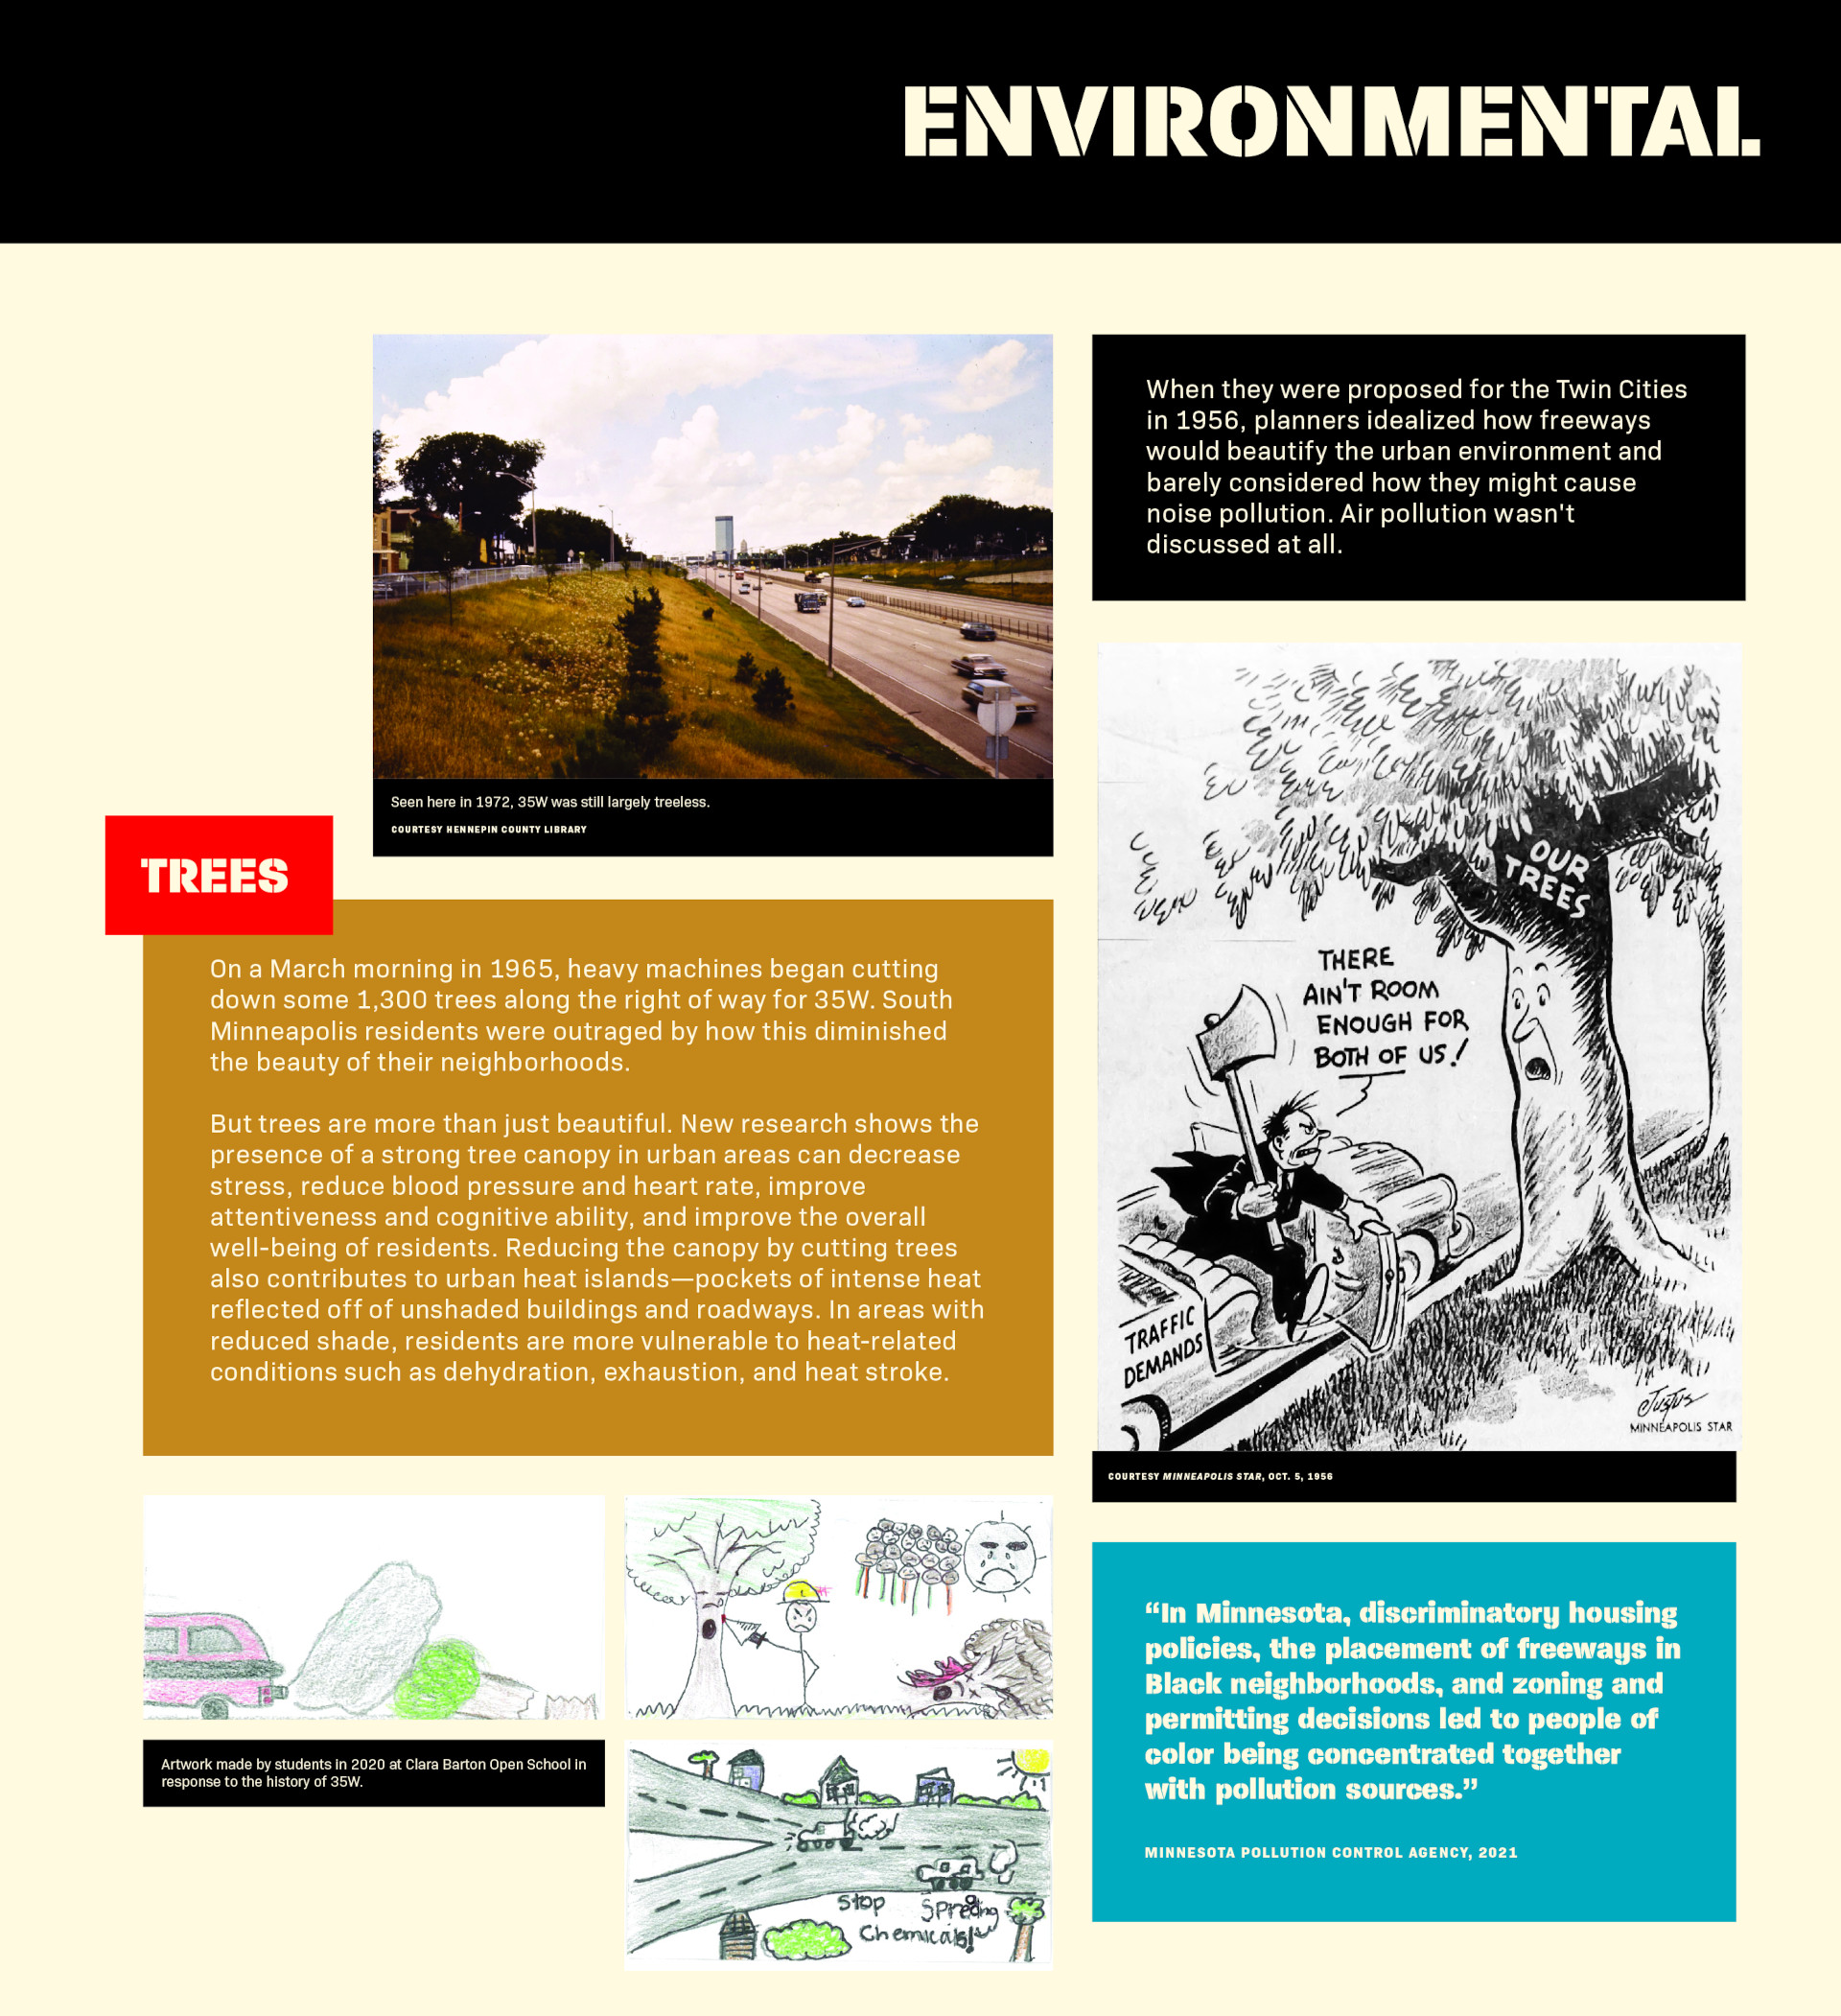 ENVIRONMENTAL
Seen here in 1972, 35W was still largely treeless.
COURTESY HENNEPIN COUNTY LIBRARY
TREES
On a March morning in 1965, heavy machines began cutting
down some 1,300 trees along the right of way for 35W. South
Minneapolis residents were outraged by how this diminished
the beauty of their neighborhoods.
But trees are more than just beautiful. New research shows the
presence of a strong tree canopy in urban areas can decrease
stress, reduce blood pressure and heart rate, improve
attentiveness and cognitive ability, and improve the overall
well-being of residents. Reducing the canopy by cutting trees
also contributes to urban heat islands—pockets of intense heat
reflected off of unshaded buildings and roadways. In areas with
reduced shade, residents are more vulnerable to heat-related
conditions such as dehydration, exhaustion, and heat stroke.
Artwork made by students in 2020 at Clara Barton Open School in
response to the history of 35W.
Stop Spreding
Chemicals!
When they were proposed for the Twin Cities
in 1956, planners idealized how freeways
would beautify the urban environment and
barely considered how they might cause
noise pollution. Air pollution wasn't
discussed at all.
OUR
TREES
THERE
AIN'T ROOM
ENOUGH FOR
BOTH OF US!
TRAFFIC
DEMANDS
Justus
MINNEAPOLIS STAR
COURTESY MINNEAPOLIS STAR, OCT. 5, 1956
“In Minnesota, discriminatory housing
policies, the placement of freeways in
Black neighborhoods, and zoning and
permitting decisions led to people of
color being concentrated together
with pollution sources.”
MINNESOTA POLLUTION CONTROL AGENCY, 2021